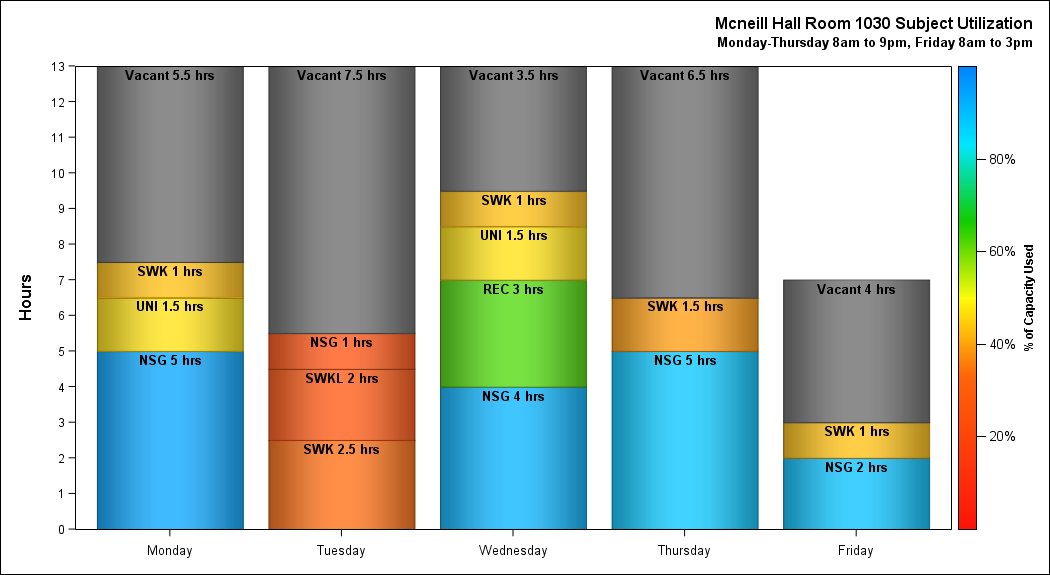 Mcneill Hall Room 1030 Subject Utilization
Monday-Thursday 8am to 9pm, Friday 8am to 3pm
Hours
13
12
11
10
9
8
7
6
5
4
3
2
1
0
Vacant 5.5 hrs
SWK 1 hrs
UNI 1.5 hrs
NSG 5 hrs
Monday
Vacant 7.5 hrs
NSG 1 hrs
SWKL 2 hrs
SWK 2.5 hrs
Tuesday
Vacant 3.5 hrs
SWK 1 hrs
UNI 1.5 hrs
REC 3 hrs
NSG 4 hrs
Wednesday
Vacant 6.5 hrs
SWK 1.5 hrs
NSG 5 hrs
Thursday
Vacant 4 hrs
SWK 1 hrs
NSG 2 hrs
Friday
80%
60%
40%
20%
% of Capacity Used